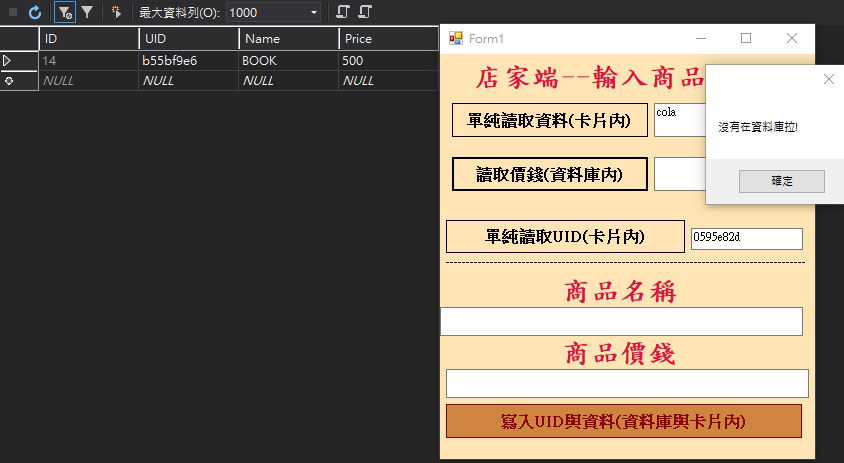 最大資料列(O): 1000
ID UID Name Price
14 b55bf9e6 BOOK 500
NULL NULL NULL NULL
Form1
店家端--輸入商品
單純讀取資料(卡片內) cola
沒有在資料庫拉!
讀取價錢(資料庫內)
確定
單純讀取UID(卡片內) 0595e82d
商品名稱
商品價錢
寫入UID與資料(資料庫與卡片內)